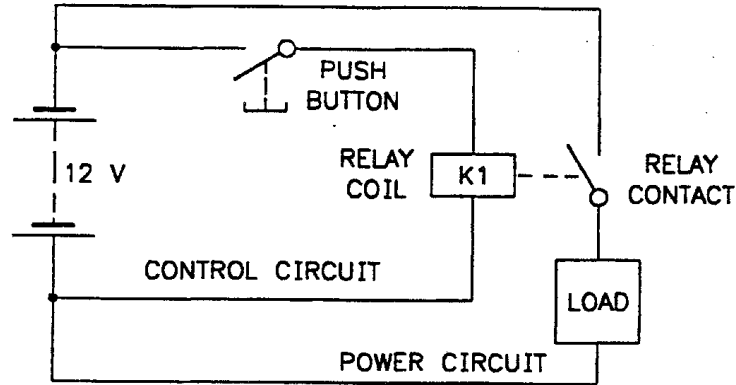 PUSH
BUTTON
12 V
RELAY
COIL
K1
RELAY
CONTACT
CONTROL CIRCUIT
LOAD
POWER CIRCUIT